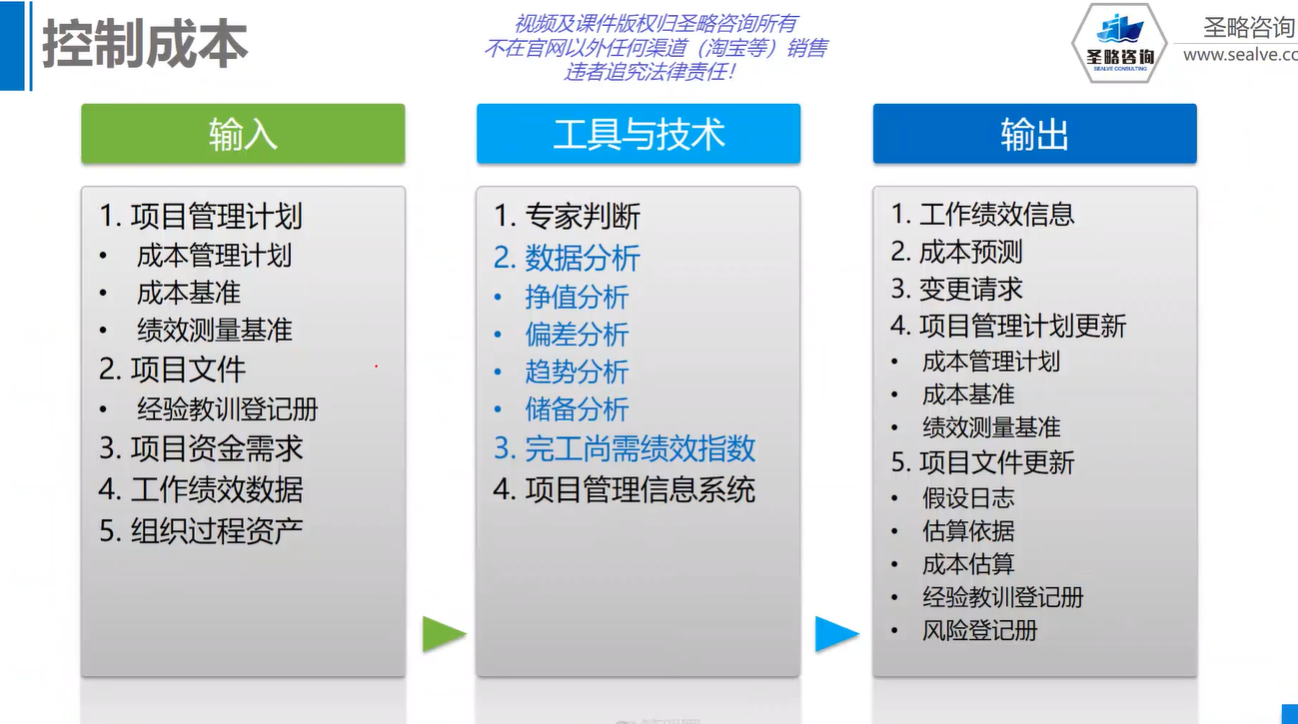 控制成本
视频及课件版权归圣略咨询所有
不在官网以外任何渠道（淘宝等）销售
违者追究法律责任！
圣略咨询
SEALVE CONSULTING
圣略咨询
www.sealve.co
输入
1. 项目管理计划
• 成本管理计划
• 成本基准
• 绩效测量基准
2. 项目文件
• 经验教训登记册
3. 项目资金需求
4. 工作绩效数据
5. 组织过程资产
工具与技术
1. 专家判断
2. 数据分析
• 挣值分析
• 偏差分析
• 趋势分析
• 储备分析
3. 完工尚需绩效指数
4. 项目管理信息系统
输出
1. 工作绩效信息
2. 成本预测
3. 变更请求
4. 项目管理计划更新
• 成本管理计划
• 成本基准
• 绩效测量基准
5. 项目文件更新
• 假设日志
• 估算依据
• 成本估算
• 经验教训登记册
• 风险登记册